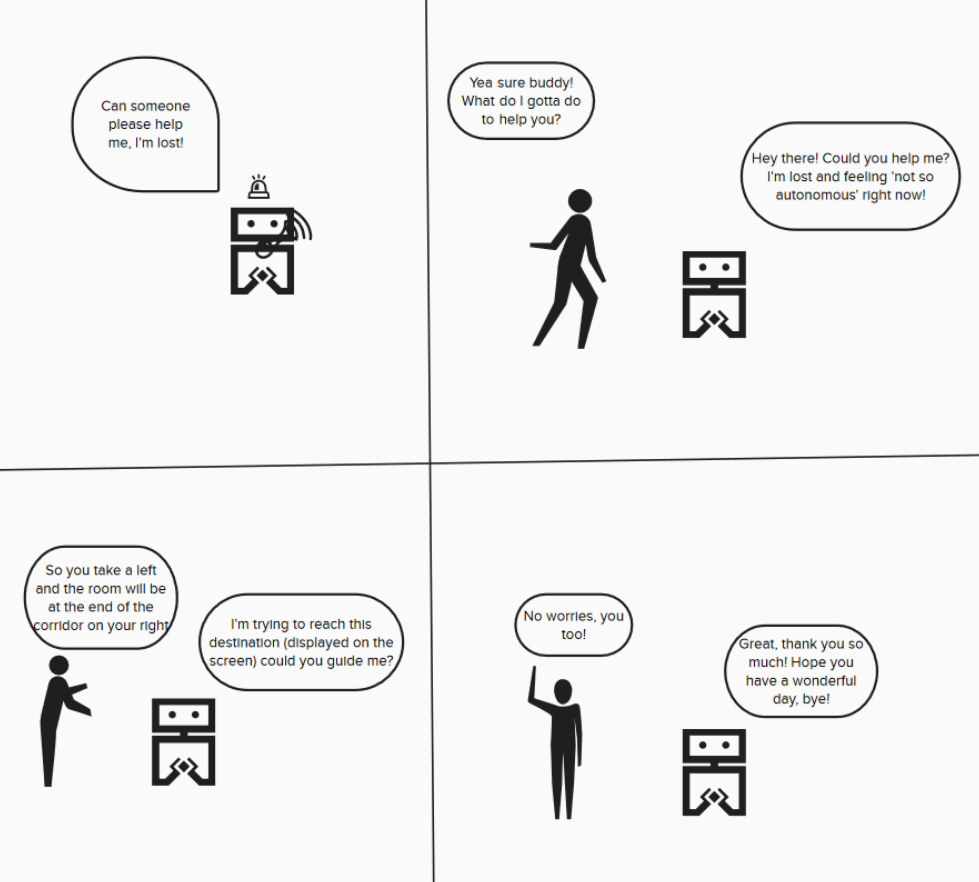 Can someone
please help
me, I'm lost!
Yea sure buddy!
What do I gotta do
to help you?
Hey there! Could you help me?
I'm lost and feeling 'not so
autonomous' right now!
So you take a left
and the room will be
at the end of the
corridor on your right
I'm trying to reach this
destination (displayed on the
screen) could you guide me?
No worries, you
too!
Great, thank you so
much! Hope you
have a wonderful
day, bye!